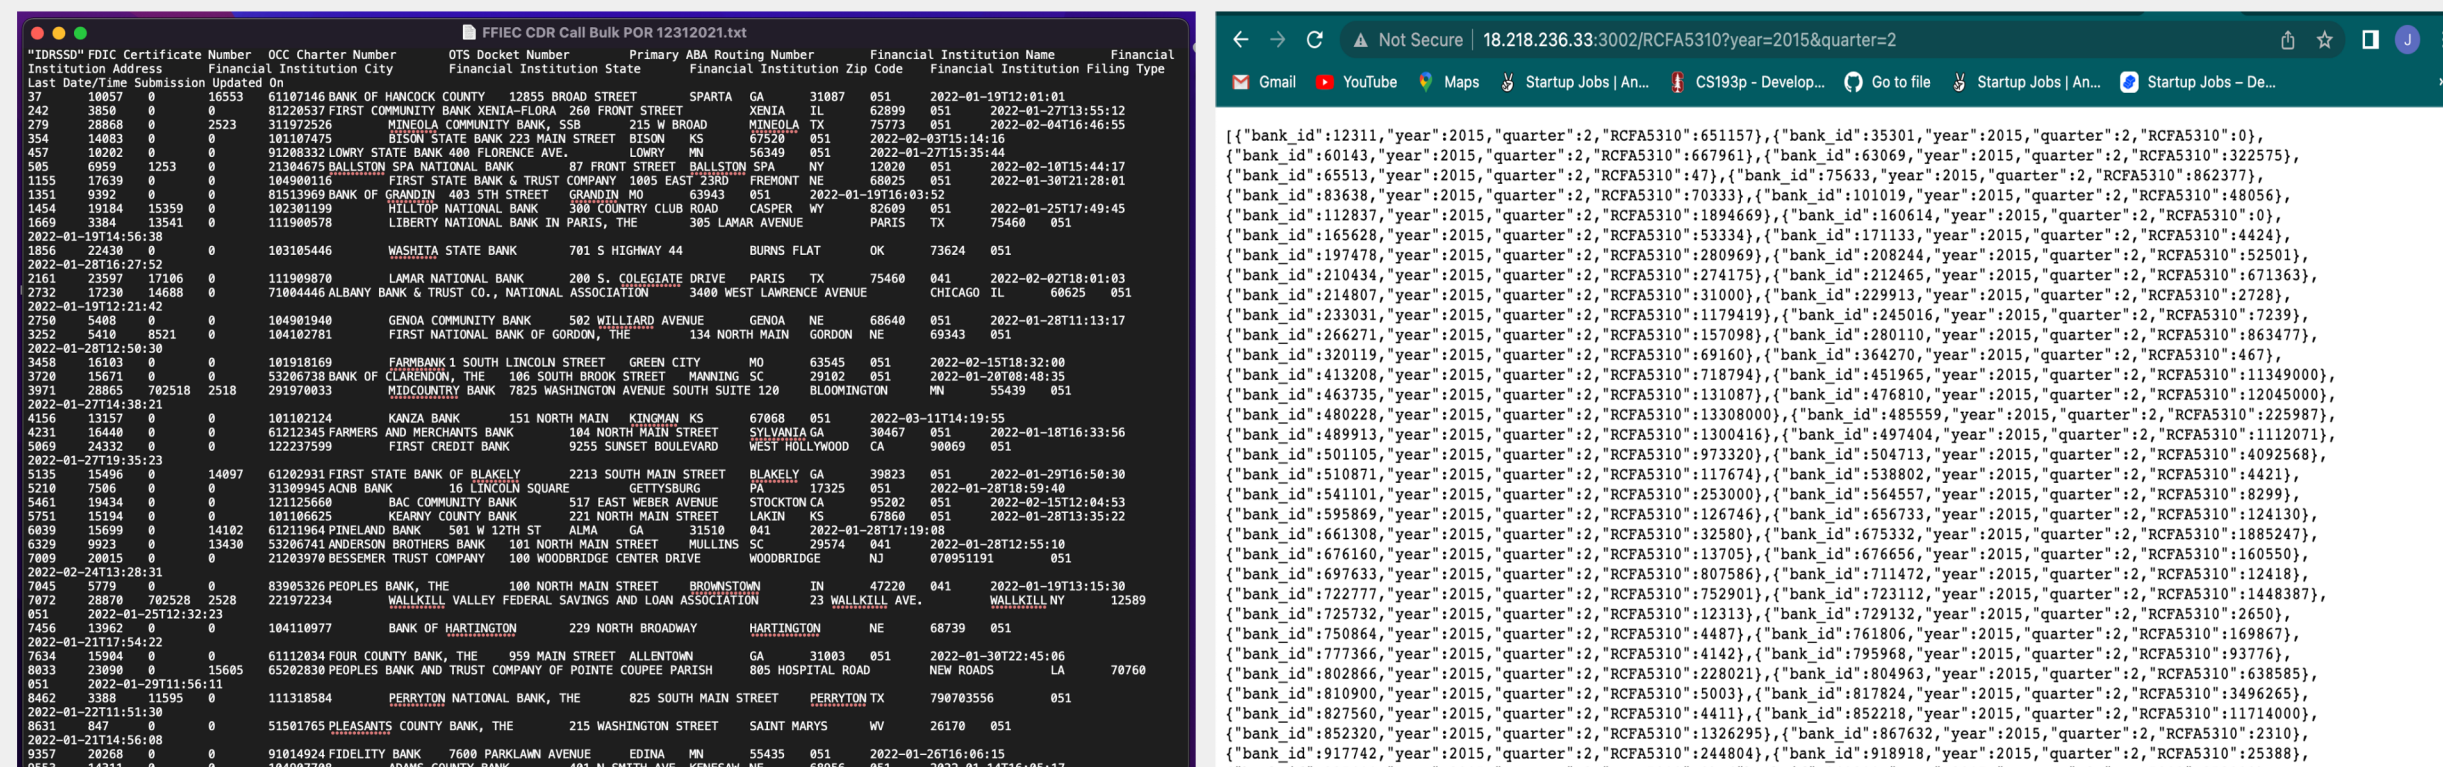 FFIEC CDR Call Bulk POR 12312021.txt
"IDRSSD" FDIC Certificate Number OCC Charter Number OTS Docket Number Primary ABA Routing Number Financial Institution Name Financial
Institution Address Financial Institution City Financial Institution State Financial Institution Zip Code Financial Institution Filing Type
Last Date/Time Submission Updated On
37 10057 0 16553 61107146 BANK OF HANCOCK COUNTY 12855 BROAD STREET SPARTA GA 31087 051 2022-01-19T12:01:01
242 3850 0 0 81220537 FIRST COMMUNITY BANK XENIA-FLORA 260 FRONT STREET XENIA IL 62899 051 2022-01-27T13:55:12
279 28868 0 2523 311972526 MINEOLA COMMUNITY BANK, SSB 215 W BROAD MINEOLA TX 75773 051 2022-02-04T16:46:55
354 14083 0 0 101107475 BISON STATE BANK 223 MAIN STREET BISON KS 67520 051 2022-02-03T15:14:16
457 10202 0 0 91208332 LOWRY STATE BANK 400 FLORENCE AVE. LOWRY MN 56349 051 2022-01-27T15:35:44
505 6959 1253 0 21304675 BALLSTON SPA NATIONAL BANK 87 FRONT STREET BALLSTON SPA NY 12020 051 2022-02-10T15:44:17
1155 17639 0 0 104900116 FIRST STATE BANK & TRUST COMPANY 1005 EAST 23RD FREMONT NE 68025 051 2022-01-30T21:28:01
1351 9392 0 0 81513969 BANK OF GRANDIN 403 5TH STREET GRANDIN MO 63943 051 2022-01-19T16:03:52
1454 19184 15359 0 102301199 HILLTOP NATIONAL BANK 300 COUNTRY CLUB ROAD CASPER WY 82609 051 2022-01-25T17:49:45
1669 3384 13541 0 111900578 LIBERTY NATIONAL BANK IN PARIS, THE 305 LAMAR AVENUE PARIS TX 75460 051
2022-01-19T14:56:38
1856 22430 0 0 103105446 WASHITA STATE BANK 701 S HIGHWAY 44 BURNS FLAT OK 73624 051
2022-01-28T16:27:52
2161 23597 17106 0 111909870 LAMAR NATIONAL BANK 200 S. COLEGIATE DRIVE PARIS TX 75460 041 2022-02-02T18:01:03
2732 17230 14688 0 71004446 ALBANY BANK & TRUST CO., NATIONAL ASSOCIATION 3400 WEST LAWRENCE AVENUE CHICAGO IL 60625 051
2022-01-19T12:21:42
2750 5408 0 0 104901940 GENOA COMMUNITY BANK 502 WILLIARD AVENUE GENOA NE 68640 051 2022-01-28T11:13:17
3252 5410 8521 0 104102781 FIRST NATIONAL BANK OF GORDON, THE 134 NORTH MAIN GORDON NE 69343 051
2022-01-28T12:50:30
3458 16103 0 0 101918169 FARMBANK 1 SOUTH LINCOLN STREET GREEN CITY MO 63545 051 2022-02-15T18:32:00
3720 15671 0 0 53206738 BANK OF CLARENDON, THE 106 SOUTH BROOK STREET MANNING SC 29102 051 2022-01-20T08:48:35
3971 28865 702518 2518 291970033 MIDCOUNTRY BANK 7825 WASHINGTON AVENUE SOUTH SUITE 120 BLOOMINGTON MN 55439 051
2022-01-27T14:38:21
4156 13157 0 0 101102124 KANZA BANK 151 NORTH MAIN KINGMAN KS 67068 051 2022-03-11T14:19:55
4231 16440 0 0 61212345 FARMERS AND MERCHANTS BANK 104 NORTH MAIN STREET SYLVANIA GA 30467 051 2022-01-18T16:33:56
5069 24332 0 0 122237599 FIRST CREDIT BANK 9255 SUNSET BOULEVARD WEST HOLLYWOOD CA 90069 051
2022-01-27T19:35:23
5135 15496 0 14097 61202931 FIRST STATE BANK OF BLAKELY 2213 SOUTH MAIN STREET BLAKELY GA 39823 051 2022-01-29T16:50:30
5210 7506 0 0 31309945 ACNB BANK 16 LINCOLN SQUARE GETTYSBURG PA 17325 051 2022-01-28T18:59:40
5461 19434 0 0 121125660 BAC COMMUNITY BANK 517 EAST WEBER AVENUE STOCKTON CA 95202 051 2022-02-15T12:04:53
5751 15194 0 0 101106625 KEARNY COUNTY BANK 221 NORTH MAIN STREET LAKIN KS 67860 051 2022-01-28T13:35:22
6039 15699 0 14102 61211964 PINELAND BANK 501 W 12TH ST ALMA GA 31510 041 2022-01-28T17:19:08
6329 9923 0 13430 53206741 ANDERSON BROTHERS BANK 101 NORTH MAIN STREET MULLINS SC 29574 041 2022-01-28T12:55:10
7009 20015 0 0 21203970 BESSEMER TRUST COMPANY 100 WOODBRIDGE CENTER DRIVE WOODBRIDGE NJ 070951191 051
2022-02-24T13:28:31
7045 5779 0 0 83905326 PEOPLES BANK, THE 100 NORTH MAIN STREET BROWNSTOWN IN 47220 041 2022-01-19T13:15:30
7072 28870 702528 2528 221972234 WALLKILL VALLEY FEDERAL SAVINGS AND LOAN ASSOCIATION 23 WALLKILL AVE. WALLKILL NY 12589
051 2022-01-25T12:32:23
7456 13962 0 0 104110977 BANK OF HARTINGTON 229 NORTH BROADWAY HARTINGTON NE 68739 051
2022-01-21T17:54:22
7634 15904 0 0 61112034 FOUR COUNTY BANK, THE 959 MAIN STREET ALLENTOWN GA 31003 051 2022-01-30T22:45:06
8033 23090 0 15605 65202830 PEOPLES BANK AND TRUST COMPANY OF POINTE COUPEE PARISH 805 HOSPITAL ROAD NEW ROADS LA 70760
051 2022-01-29T11:56:11
8462 3388 11595 0 111318584 PERRYTON NATIONAL BANK, THE 825 SOUTH MAIN STREET PERRYTON TX 790703556 051
2022-01-22T11:51:30
8631 847 0 0 51501765 PLEASANTS COUNTY BANK, THE 215 WASHINGTON STREET SAINT MARYS WV 26170 051
2022-01-21T14:56:08
9357 20268 0 0 91014924 FIDELITY BANK 7600 PARKLAWN AVENUE EDINA MN 55435 051 2022-01-26T16:06:15
Not Secure 18.218.236.33:3002/RCFA5310?year=2015&quarter=2
J
Gmail YouTube Maps Startup Jobs | An... CS193p - Develop... Go to file Startup Jobs | An... Startup Jobs – De...
[{"bank_id":12311,"year":2015,"quarter":2,"RCFA5310":651157},{"bank_id":35301,"year":2015,"quarter":2,"RCFA5310":0},
{"bank_id":60143,"year":2015,"quarter":2,"RCFA5310":667961},{"bank_id":63069,"year":2015,"quarter":2,"RCFA5310":322575},
{"bank_id":65513,"year":2015,"quarter":2,"RCFA5310":47},{"bank_id":75633,"year":2015,"quarter":2,"RCFA5310":862377},
{"bank_id":83638,"year":2015,"quarter":2,"RCFA5310":70333},{"bank_id":101019,"year":2015,"quarter":2,"RCFA5310":48056},
{"bank_id":112837,"year":2015,"quarter":2,"RCFA5310":1894669},{"bank_id":160614,"year":2015,"quarter":2,"RCFA5310":0},
{"bank_id":165628,"year":2015,"quarter":2,"RCFA5310":53334},{"bank_id":171133,"year":2015,"quarter":2,"RCFA5310":4424},
{"bank_id":197478,"year":2015,"quarter":2,"RCFA5310":280969},{"bank_id":208244,"year":2015,"quarter":2,"RCFA5310":52501},
{"bank_id":210434,"year":2015,"quarter":2,"RCFA5310":274175},{"bank_id":212465,"year":2015,"quarter":2,"RCFA5310":671363},
{"bank_id":214807,"year":2015,"quarter":2,"RCFA5310":31000},{"bank_id":229913,"year":2015,"quarter":2,"RCFA5310":2728},
{"bank_id":233031,"year":2015,"quarter":2,"RCFA5310":1179419},{"bank_id":245016,"year":2015,"quarter":2,"RCFA5310":7239},
{"bank_id":266271,"year":2015,"quarter":2,"RCFA5310":157098},{"bank_id":280110,"year":2015,"quarter":2,"RCFA5310":863477},
{"bank_id":320119,"year":2015,"quarter":2,"RCFA5310":69160},{"bank_id":364270,"year":2015,"quarter":2,"RCFA5310":467},
{"bank_id":413208,"year":2015,"quarter":2,"RCFA5310":718794},{"bank_id":451965,"year":2015,"quarter":2,"RCFA5310":11349000},
{"bank_id":463735,"year":2015,"quarter":2,"RCFA5310":131087},{"bank_id":476810,"year":2015,"quarter":2,"RCFA5310":12045000},
{"bank_id":480228,"year":2015,"quarter":2,"RCFA5310":13308000},{"bank_id":485559,"year":2015,"quarter":2,"RCFA5310":225987},
{"bank_id":489913,"year":2015,"quarter":2,"RCFA5310":1300416},{"bank_id":497404,"year":2015,"quarter":2,"RCFA5310":1112071},
{"bank_id":501105,"year":2015,"quarter":2,"RCFA5310":973320},{"bank_id":504713,"year":2015,"quarter":2,"RCFA5310":4092568},
{"bank_id":510871,"year":2015,"quarter":2,"RCFA5310":117674},{"bank_id":538802,"year":2015,"quarter":2,"RCFA5310":4421},
{"bank_id":541101,"year":2015,"quarter":2,"RCFA5310":253000},{"bank_id":564557,"year":2015,"quarter":2,"RCFA5310":8299},
{"bank_id":595869,"year":2015,"quarter":2,"RCFA5310":126746},{"bank_id":656733,"year":2015,"quarter":2,"RCFA5310":124130},
{"bank_id":661308,"year":2015,"quarter":2,"RCFA5310":32580},{"bank_id":675332,"year":2015,"quarter":2,"RCFA5310":1885247},
{"bank_id":676160,"year":2015,"quarter":2,"RCFA5310":13705},{"bank_id":676656,"year":2015,"quarter":2,"RCFA5310":160550},
{"bank_id":697633,"year":2015,"quarter":2,"RCFA5310":807586},{"bank_id":711472,"year":2015,"quarter":2,"RCFA5310":12418},
{"bank_id":722777,"year":2015,"quarter":2,"RCFA5310":752901},{"bank_id":723112,"year":2015,"quarter":2,"RCFA5310":1448387},
{"bank_id":725732,"year":2015,"quarter":2,"RCFA5310":12313},{"bank_id":729132,"year":2015,"quarter":2,"RCFA5310":2650},
{"bank_id":750864,"year":2015,"quarter":2,"RCFA5310":4487},{"bank_id":761806,"year":2015,"quarter":2,"RCFA5310":169867},
{"bank_id":777366,"year":2015,"quarter":2,"RCFA5310":4142},{"bank_id":795968,"year":2015,"quarter":2,"RCFA5310":93776},
{"bank_id":802866,"year":2015,"quarter":2,"RCFA5310":228021},{"bank_id":804963,"year":2015,"quarter":2,"RCFA5310":638585},
{"bank_id":810900,"year":2015,"quarter":2,"RCFA5310":5003},{"bank_id":817824,"year":2015,"quarter":2,"RCFA5310":3496265},
{"bank_id":827560,"year":2015,"quarter":2,"RCFA5310":4411},{"bank_id":852218,"year":2015,"quarter":2,"RCFA5310":11714000},
{"bank_id":852320,"year":2015,"quarter":2,"RCFA5310":1326295},{"bank_id":867632,"year":2015,"quarter":2,"RCFA5310":2310},
{"bank_id":917742,"year":2015,"quarter":2,"RCFA5310":244804},{"bank_id":918918,"year":2015,"quarter":2,"RCFA5310":25388},